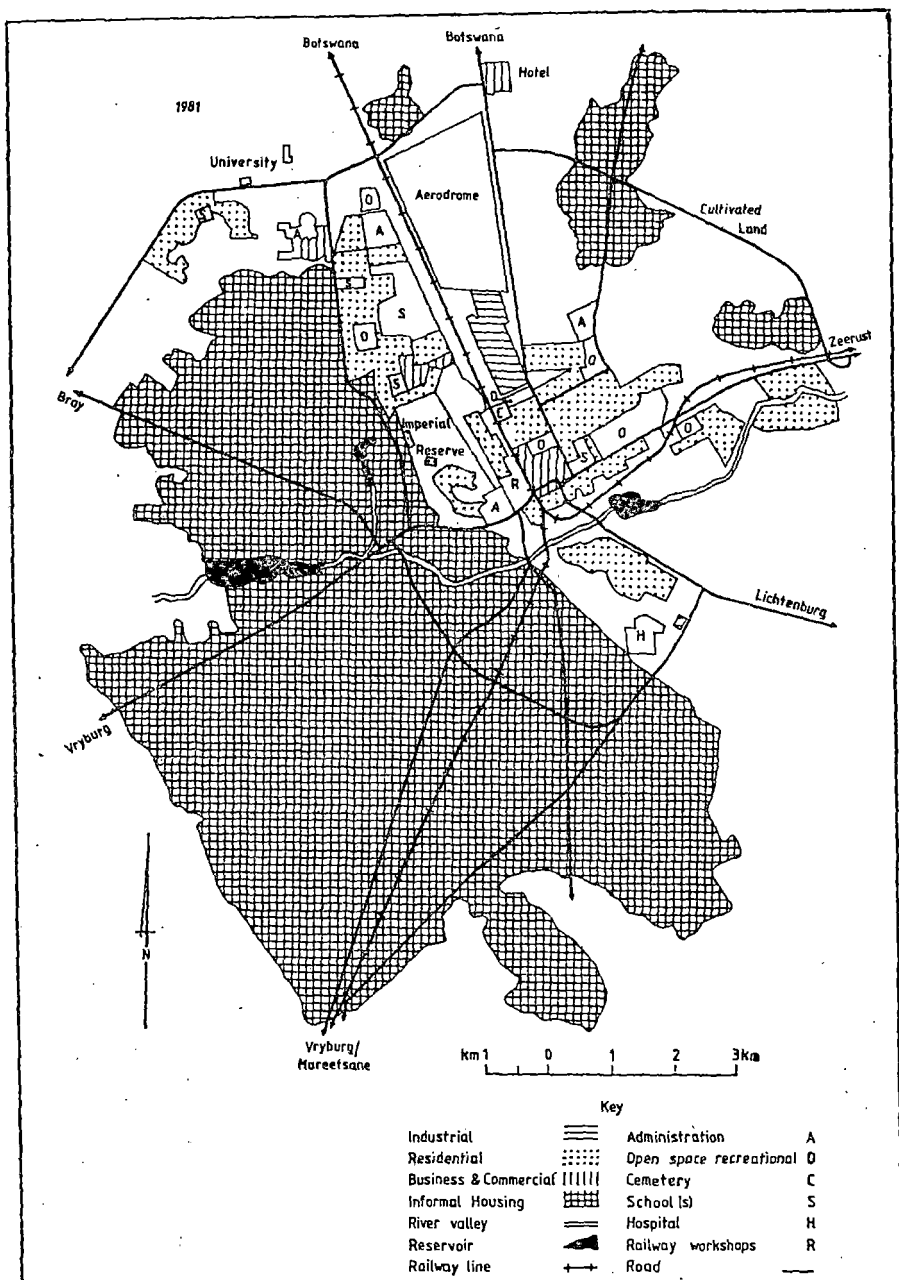 Botswana
Botswana
Hotel
1981
University
Aerodrome
O
S
A
A
Cultivated
Land
S
S
O
A
Zeerust
O
Bray
S
C
Imperial
Reserve
O
O
O
S
R
A
Lichtenburg
H
Vryburg
N
Vryburg/
Mareetsane
km 1 0 1 2 3 km
Key
Industrial Administration A
Residential Open space recreational O
Business & Commercial Cemetery C
Informal Housing School (s) S
River valley Hospital H
Reservoir Railway workshops R
Railway line Road